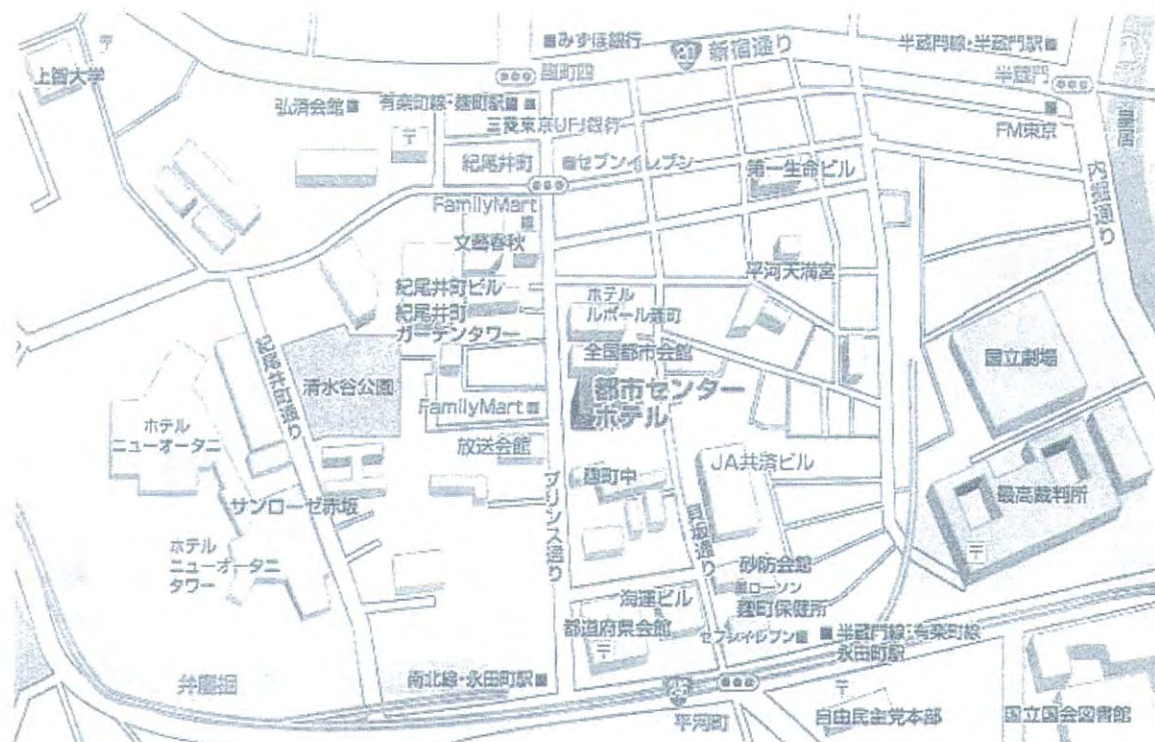 みずほ銀行
21
新宿通り
半蔵門線・半蔵門駅
上智大学
麹町四
半蔵門
弘済会館
有楽町線・麹町駅
三菱東京UFJ銀行
FM東京
皇居
紀尾井町
セブンイレブン
第一生命ビル
内堀通り
FamilyMart
文藝春秋
平河天満宮
紀尾井町ビル
ホテル
ルポール麹町
紀尾井町
ガーデンタワー
全国都市会館
国立劇場
紀尾井町通り
清水谷公園
都市センター
ホテル
FamilyMart
ホテル
ニューオータニ
放送会館
JA共済ビル
麹町中
最高裁判所
サンローゼ赤坂
プリンス通り
貝坂通り
ホテル
ニューオータニ
タワー
砂防会館
ローソン
海運ビル
麹町保健所
都道府県会館
セブンイレブン
半蔵門線・有楽町線
永田町駅
弁慶堀
南北線・永田町駅
平河町
自由民主党本部
国立国会図書館